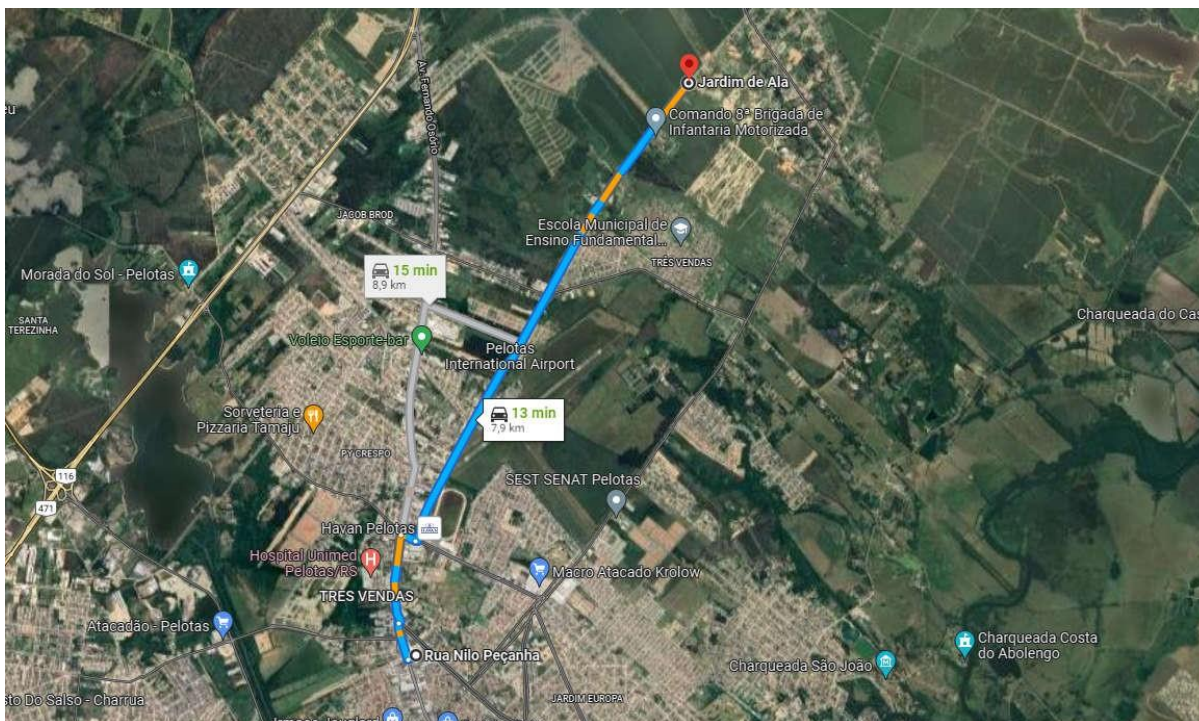 Jardim de Ala
Comando 8ª Brigada de
Infantaria Motorizada
eu
Av. Fernando Osório
JACOB BROD
Escola Municipal de
Ensino Fundamental...
TRÊS VENDAS
Morada do Sol - Pelotas
15 min
8,9 km
SANTA
TEREZINHA
Charqueada do Cas
Voleio Esporte-bar
Pelotas
International Airport
Sorveteria e
Pizzaria Tamaju
13 min
7,9 km
PY CRESPO
116
SEST SENAT Pelotas
471
Havan Pelotas
Hospital Unimed
Pelotas/RS
Macro Atacado Krolow
TRES VENDAS
Atacadão - Pelotas
Rua Nilo Peçanha
Charqueada Costa
do Abolengo
Charqueada São João
sto Do Salso - Charrua
JARDIM EUROPA